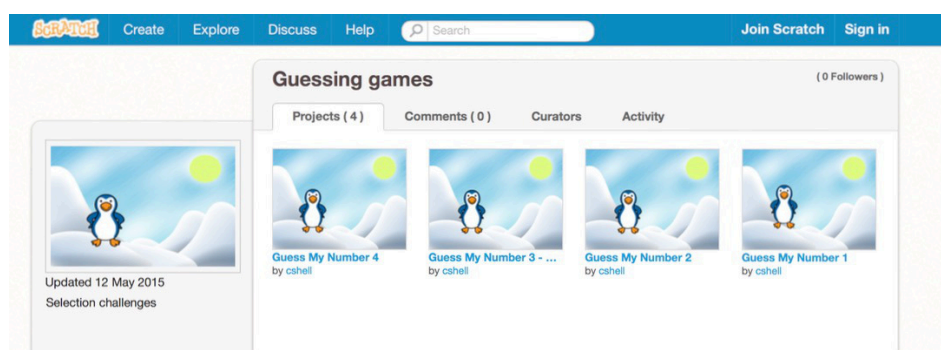 SCRATCH Create Explore Discuss Help Search Join Scratch Sign in
Guessing games (0 Followers)
Projects (4) Comments (0) Curators Activity
Updated 12 May 2015
Selection challenges
Guess My Number 4
by cshell
Guess My Number 3 - ...
by cshell
Guess My Number 2
by cshell
Guess My Number 1
by cshell